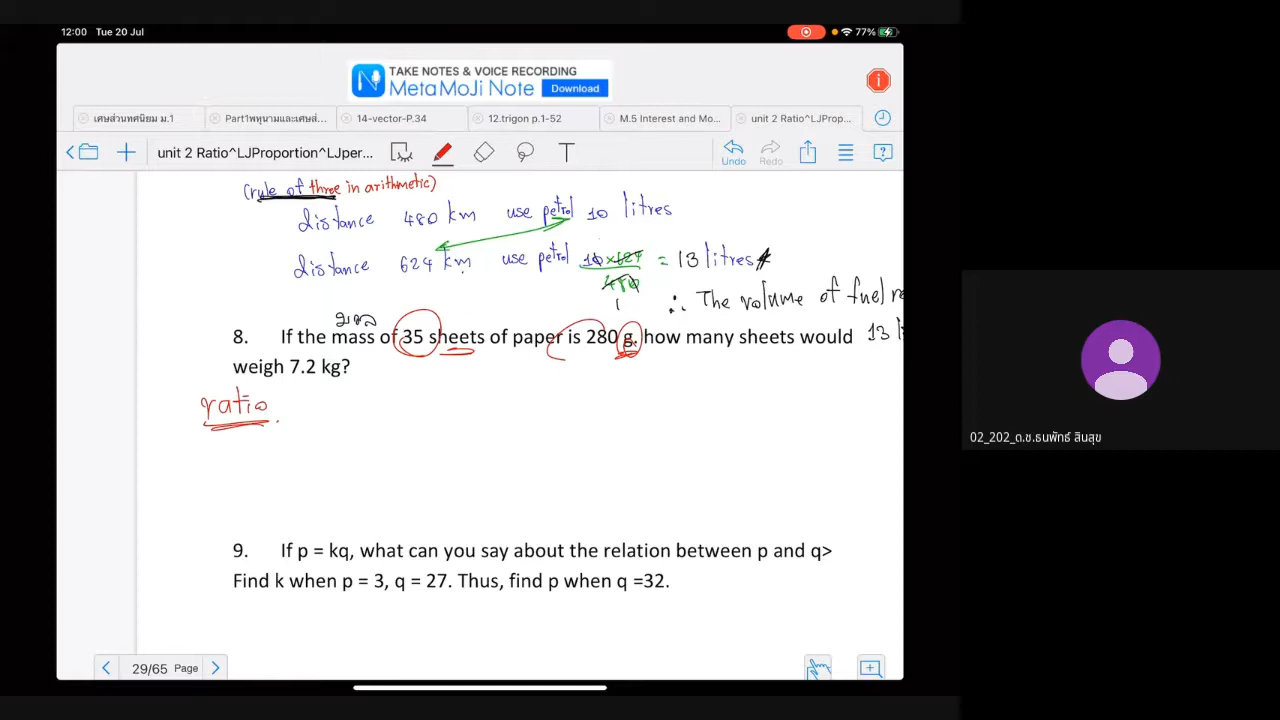 12:00 Tue 20 Jul
77%
TAKE NOTES & VOICE RECORDING
MetaMoJi Note Download
เศษส่วนทศนิยม ม.1
Part1พหุนามและเศษส่...
14-vector-P.34
12.trigon p.1-52
M.5 Interest and Mo...
unit 2 Ratio^LJPropo...
unit 2 Ratio^LJProportion^LJper...
T
Undo
Redo
(rule of three in arithmetic)
distance 480 km use petrol 10 litres
distance 624 km use petrol 10×624 = 13 litres
480
1
∴ The volume of fuel
มวล
8. If the mass of 35 sheets of paper is 280 g. how many sheets would
13 l
weigh 7.2 kg?
ratio
02_202_ด.ช.ธนพัทธ์ สินสุข
9. If p = kq, what can you say about the relation between p and q>
Find k when p = 3, q = 27. Thus, find p when q =32.
29/65 Page